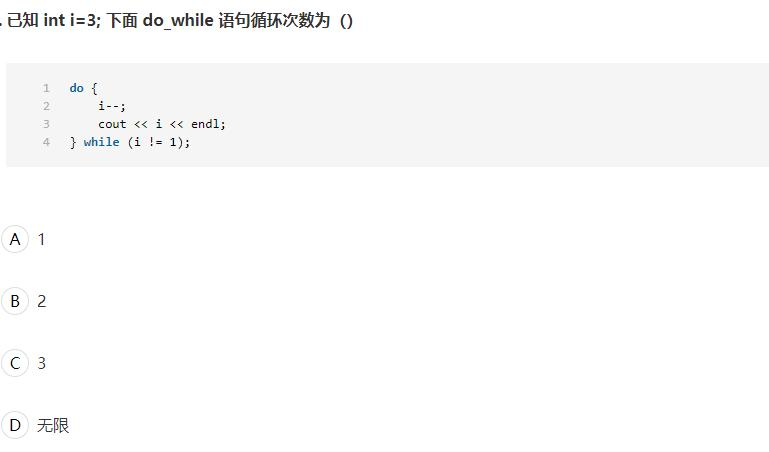 . 已知 int i=3; 下面 do_while 语句循环次数为 ()
1 do {
2 i--;
3 cout << i << endl;
4 } while (i != 1);
A 1
B 2
C 3
D 无限